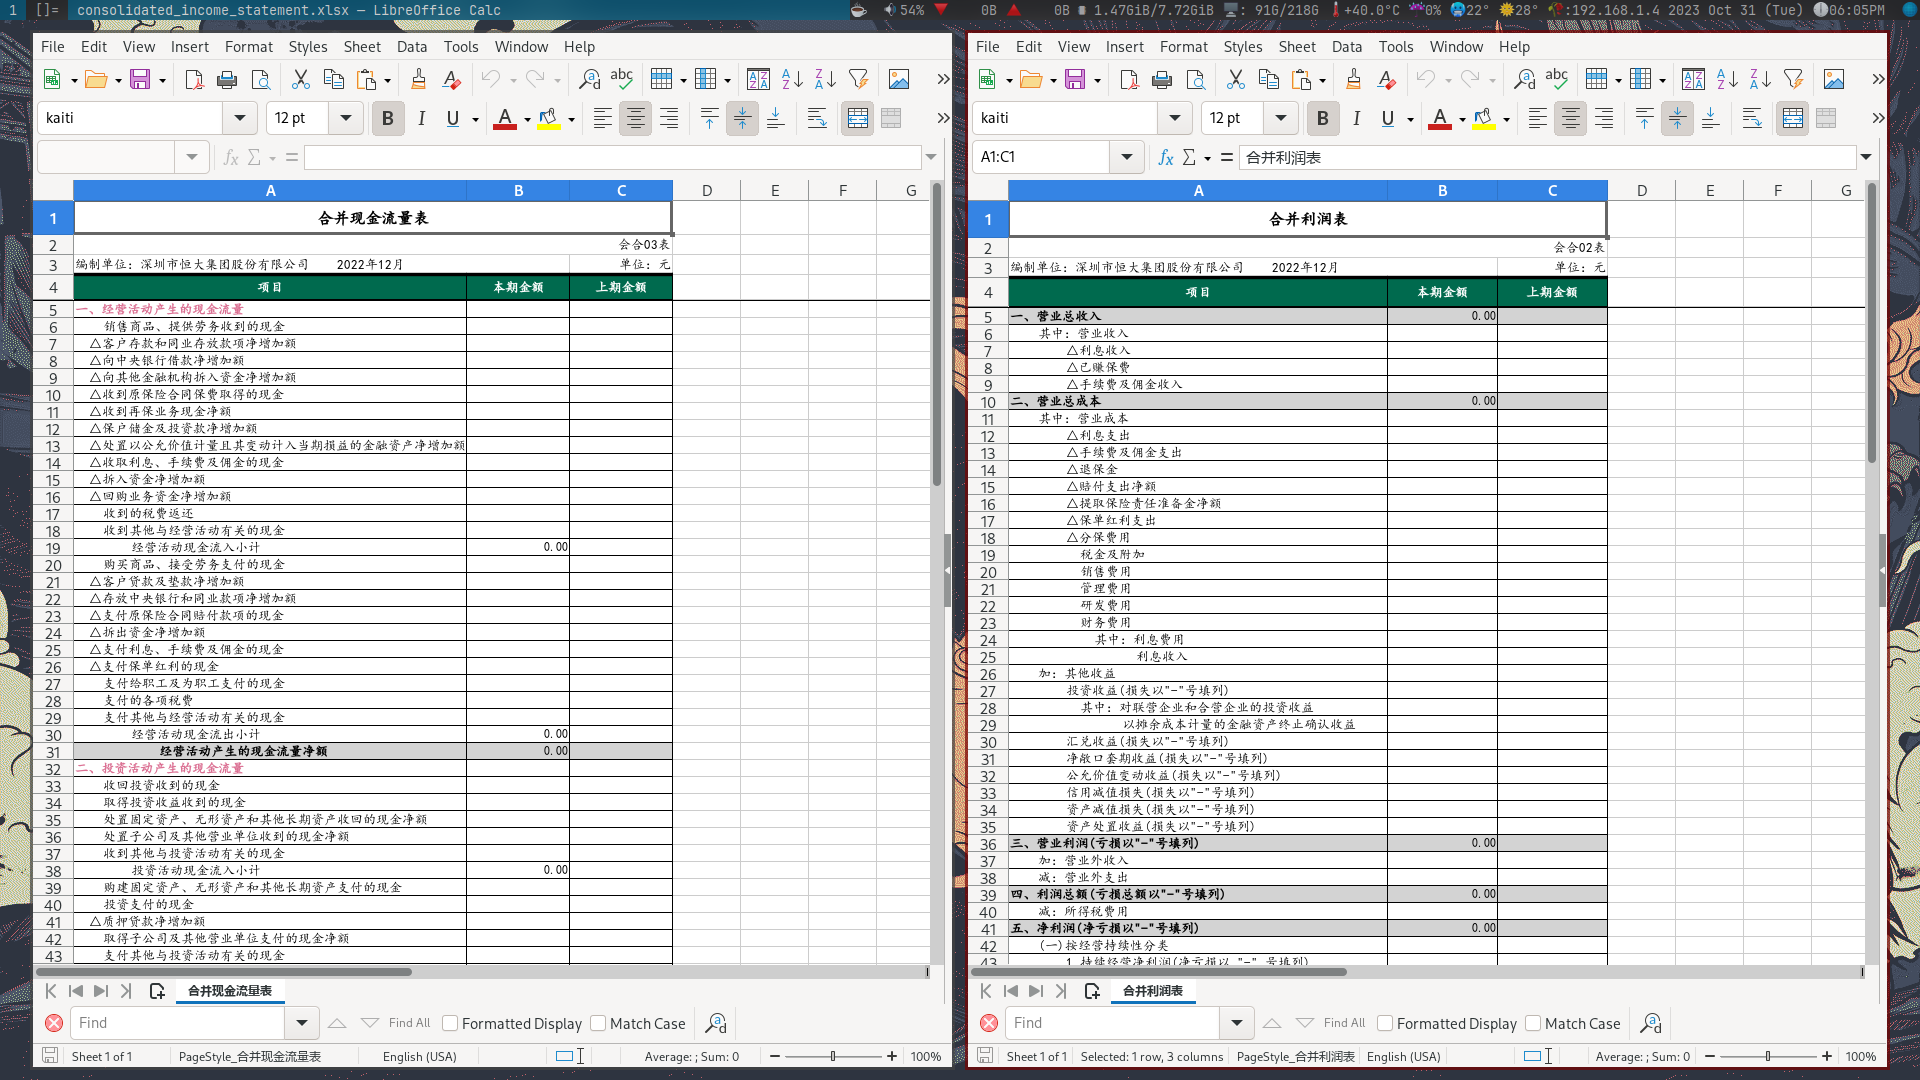 1 []= consolidated_income_statement.xlsx — LibreOffice Calc 54% 0B 0B 1.47GiB/7.72GiB : 91G/218G +40.0°C 0% 22° 28° :192.168.1.4 2023 Oct 31 (Tue) 06:05PM
File Edit View Insert Format Styles Sheet Data Tools Window Help
kaiti 12 pt
A B C D E F G
1 合并现金流量表
2 会合03表
3 编制单位：深圳市恒大集团股份有限公司 2022年12月 单位：元
4 项目 本期金额 上期金额
5 一、经营活动产生的现金流量
6 销售商品、提供劳务收到的现金
7 △客户存款和同业存放款项净增加额
8 △向中央银行借款净增加额
9 △向其他金融机构拆入资金净增加额
10 △收到原保险合同保费取得的现金
11 △收到再保业务现金净额
12 △保户储金及投资款净增加额
13 △处置以公允价值计量且其变动计入当期损益的金融资产净增加额
14 △收取利息、手续费及佣金的现金
15 △拆入资金净增加额
16 △回购业务资金净增加额
17 收到的税费返还
18 收到其他与经营活动有关的现金
19 经营活动现金流入小计 0.00
20 购买商品、接受劳务支付的现金
21 △客户贷款及垫款净增加额
22 △存放中央银行和同业款项净增加额
23 △支付原保险合同赔付款项的现金
24 △拆出资金净增加额
25 △支付利息、手续费及佣金的现金
26 △支付保单红利的现金
27 支付给职工及为职工支付的现金
28 支付的各项税费
29 支付其他与经营活动有关的现金
30 经营活动现金流出小计 0.00
31 经营活动产生的现金流量净额 0.00
32 二、投资活动产生的现金流量
33 收回投资收到的现金
34 取得投资收益收到的现金
35 处置固定资产、无形资产和其他长期资产收回的现金净额
36 处置子公司及其他营业单位收到的现金净额
37 收到其他与投资活动有关的现金
38 投资活动现金流入小计 0.00
39 购建固定资产、无形资产和其他长期资产支付的现金
40 投资支付的现金
41 △质押贷款净增加额
42 取得子公司及其他营业单位支付的现金净额
43 支付其他与投资活动有关的现金
合并现金流量表
Find Find All Formatted Display Match Case
Sheet 1 of 1 PageStyle_合并现金流量表 English (USA) Average: ; Sum: 0 100%
File Edit View Insert Format Styles Sheet Data Tools Window Help
kaiti 12 pt
A1:C1 合并利润表
A B C D E F G
1 合并利润表
2 会合02表
3 编制单位：深圳市恒大集团股份有限公司 2022年12月 单位：元
4 项目 本期金额 上期金额
5 一、营业总收入 0.00
6 其中：营业收入
7 △利息收入
8 △已赚保费
9 △手续费及佣金收入
10 二、营业总成本 0.00
11 其中：营业成本
12 △利息支出
13 △手续费及佣金支出
14 △退保金
15 △赔付支出净额
16 △提取保险责任准备金净额
17 △保单红利支出
18 △分保费用
19 税金及附加
20 销售费用
21 管理费用
22 研发费用
23 财务费用
24 其中：利息费用
25 利息收入
26 加：其他收益
27 投资收益(损失以"-"号填列)
28 其中：对联营企业和合营企业的投资收益
29 以摊余成本计量的金融资产终止确认收益
30 汇兑收益(损失以"-"号填列)
31 净敞口套期收益(损失以"-"号填列)
32 公允价值变动收益(损失以"-"号填列)
33 信用减值损失(损失以"-"号填列)
34 资产减值损失(损失以"-"号填列)
35 资产处置收益(损失以"-"号填列)
36 三、营业利润(亏损以"-"号填列) 0.00
37 加：营业外收入
38 减：营业外支出
39 四、利润总额(亏损总额以"-"号填列) 0.00
40 减：所得税费用
41 五、净利润(净亏损以"-"号填列) 0.00
42 (一)按经营持续性分类
43 1.持续经营净利润(净亏损以 "-" 号填列)
合并利润表
Find Find All Formatted Display Match Case
Sheet 1 of 1 Selected: 1 row, 3 columns PageStyle_合并利润表 English (USA) Average: ; Sum: 0 100%